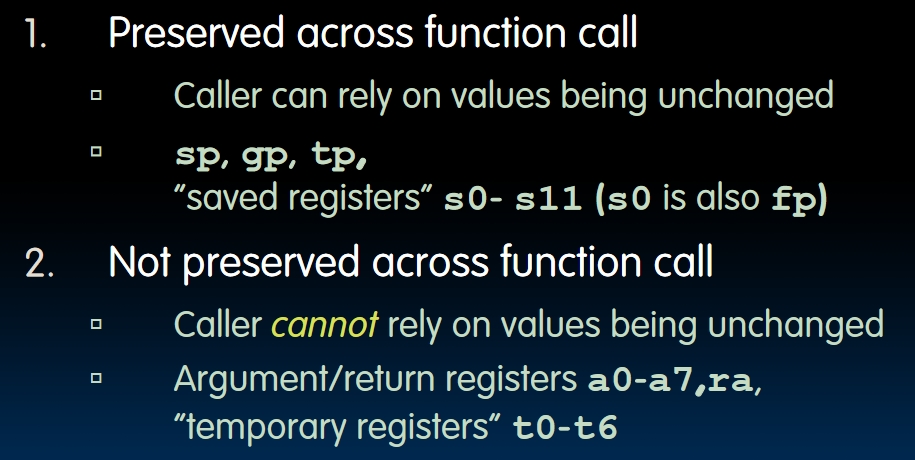 1. Preserved across function call
▫ Caller can rely on values being unchanged
▫ sp, gp, tp,
“saved registers” s0- s11 (s0 is also fp)
2. Not preserved across function call
▫ Caller cannot rely on values being unchanged
▫ Argument/return registers a0-a7,ra,
“temporary registers” t0-t6